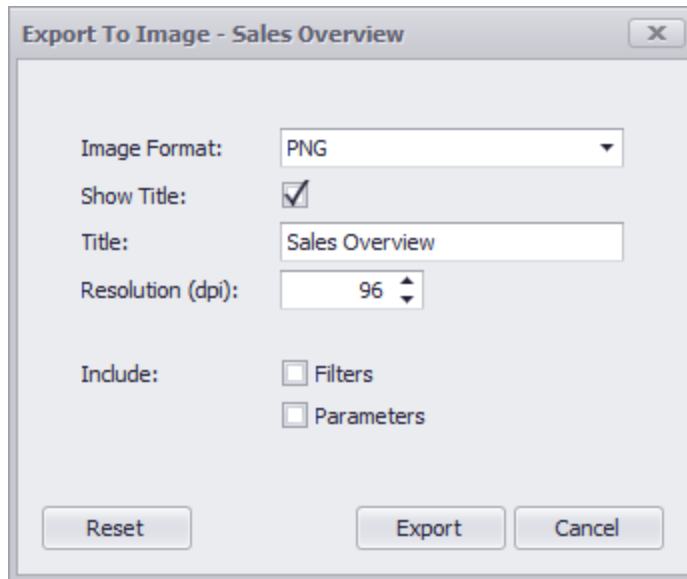 Export To Image - Sales Overview
Image Format: PNG
Show Title:
Title: Sales Overview
Resolution (dpi): 96
Include: Filters
Parameters
Reset Export Cancel